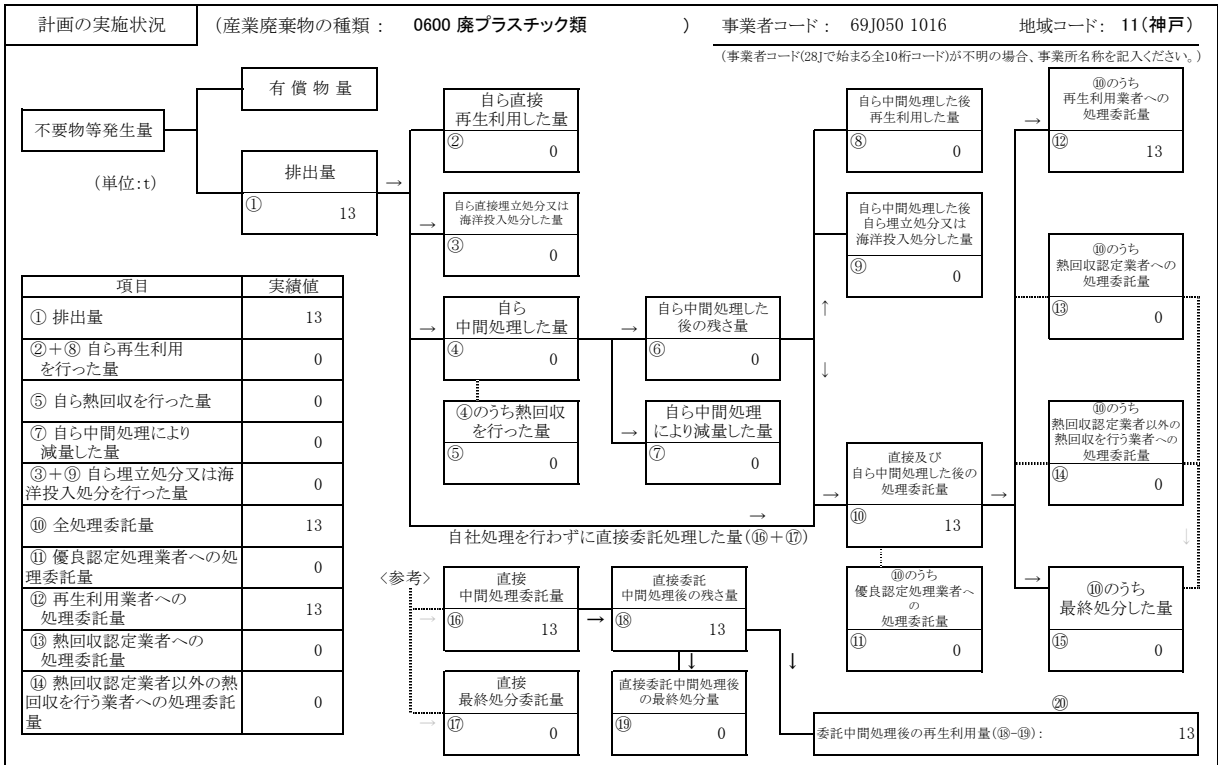 計画の実施状況
(産業廃棄物の種類： 0600 廃プラスチック類 )
事業者コード： 69J050 1016
地域コード： 11(神戸)
(事業者コード(28Jで始まる全10桁コード)が不明の場合、事業所名称を記入ください。)
不要物等発生量
有償物量
(単位:t)
排出量
① 13
→
自ら直接
再生利用した量
② 0
→
自ら直接埋立処分又は
海洋投入処分した量
③ 0
→
自ら
中間処理した量
④ 0
④のうち熱回収
を行った量
⑤ 0
→
自ら中間処理した
後の残さ量
⑥ 0
→
自ら中間処理
により減量した量
⑦ 0
自ら中間処理した後
再生利用した量
⑧ 0
自ら中間処理した後
自ら埋立処分又は
海洋投入処分した量
⑨ 0
↑
↓
→
直接及び
自ら中間処理した後の
処理委託量
⑩ 13
→
⑩のうち
優良認定処理業者へ
の
処理委託量
⑪ 0
→
⑩のうち
再生利用業者への
処理委託量
⑫ 13
⑩のうち
熱回収認定業者への
処理委託量
⑬ 0
⑩のうち
熱回収認定業者以外の
熱回収を行う業者への
処理委託量
⑭ 0
↓
→
⑩のうち
最終処分した量
⑮ 0
→
自社処理を行わずに直接委託処理した量(⑯＋⑰)
〈参考〉
→
直接
中間処理委託量
⑯ 13
→
直接委託
中間処理後の残さ量
⑱ 13
↓
↓
→
直接
最終処分委託量
⑰ 0
直接委託中間処理後
の最終処分量
⑲ 0
⑳
委託中間処理後の再生利用量(⑱-⑲)： 13
項目 実績値
① 排出量 13
②＋⑧ 自ら再生利用
を行った量 0
⑤ 自ら熱回収を行った量 0
⑦ 自ら中間処理により
減量した量 0
③＋⑨ 自ら埋立処分又は海
洋投入処分を行った量 0
⑩ 全処理委託量 13
⑪ 優良認定処理業者への処
理委託量 0
⑫ 再生利用業者への
処理委託量 13
⑬ 熱回収認定業者への
処理委託量 0
⑭ 熱回収認定業者以外の熱
回収を行う業者への処理委託
量 0